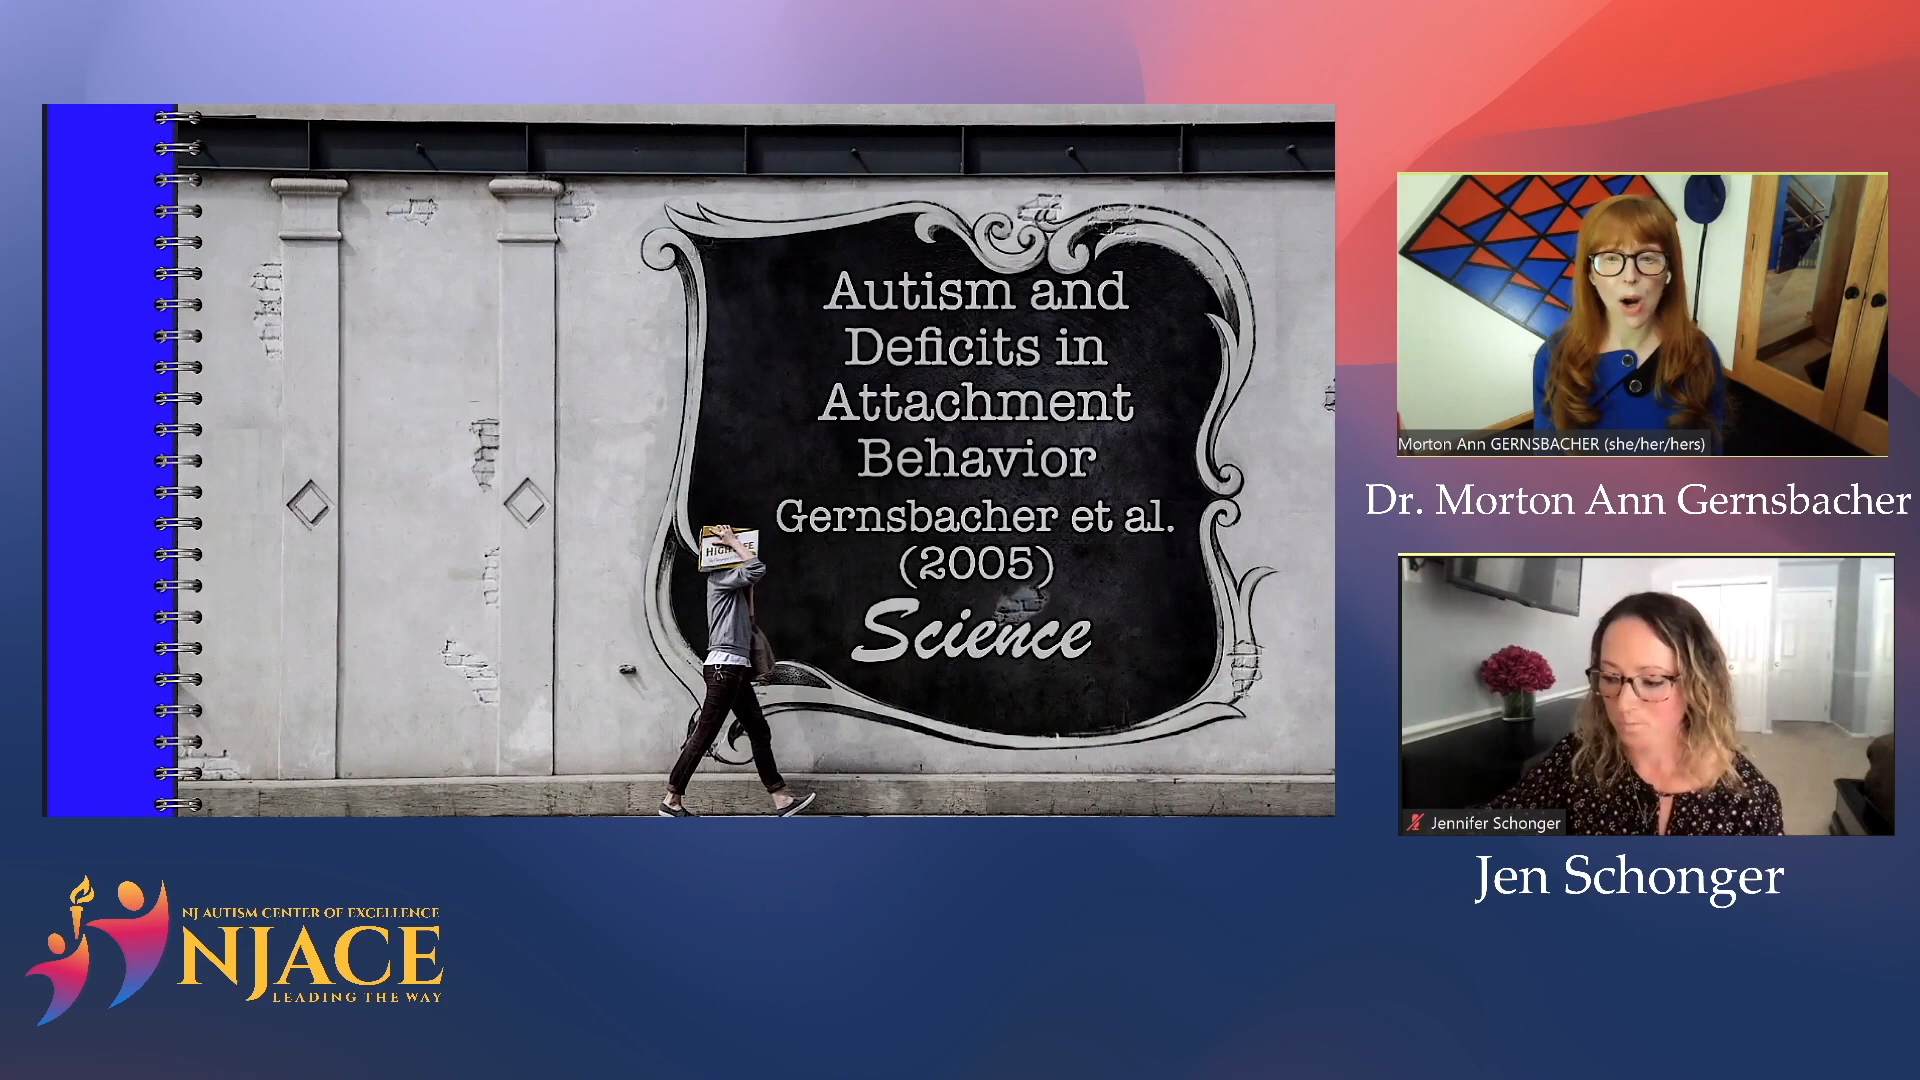 Autism and
Deficits in
Attachment
Behavior
Gernsbacher et al.
(2005)
Science
Morton Ann GERNSBACHER (she/her/hers)
Dr. Morton Ann Gernsbacher
Jennifer Schonger
Jen Schonger
NJ AUTISM CENTER OF EXCELLENCE
NJACE
LEADING THE WAY